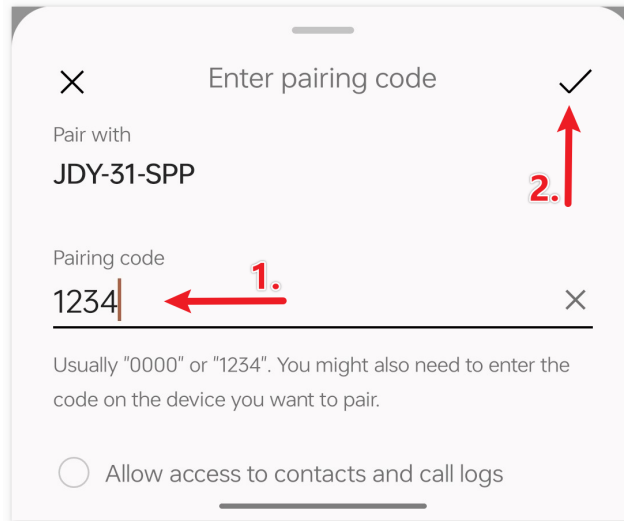 Enter pairing code
Pair with
JDY-31-SPP
2.
Pairing code
1.
1234
Usually "0000" or "1234". You might also need to enter the
code on the device you want to pair.
Allow access to contacts and call logs